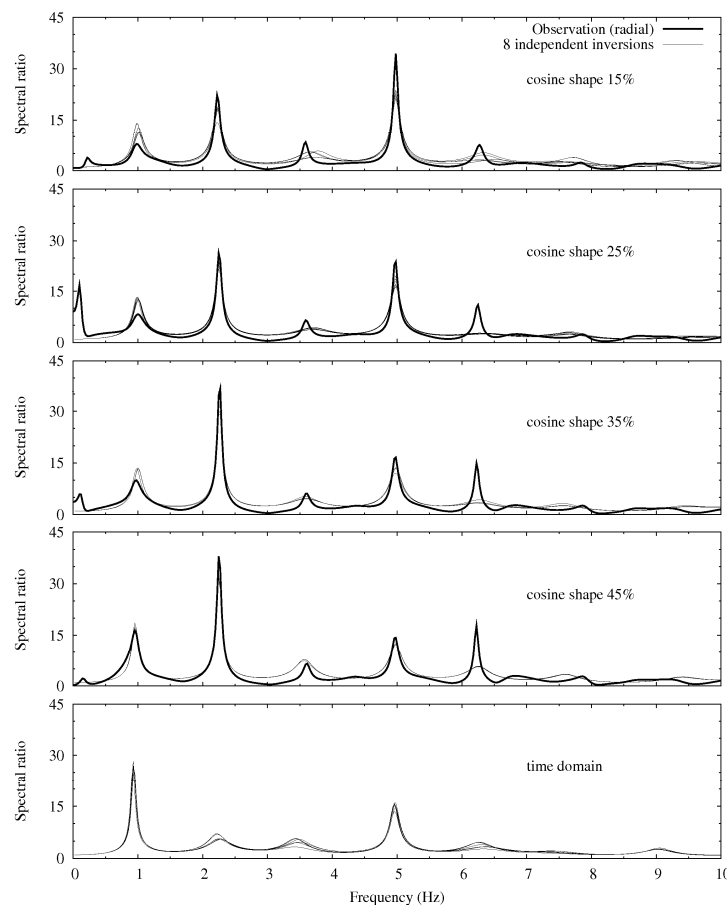 45
30
15
0
Spectral ratio
Observation (radial)
8 independent inversions
cosine shape 15%
45
30
15
0
Spectral ratio
cosine shape 25%
45
30
15
0
Spectral ratio
cosine shape 35%
45
30
15
0
Spectral ratio
cosine shape 45%
45
30
15
0
Spectral ratio
time domain
0 1 2 3 4 5 6 7 8 9 10
Frequency (Hz)